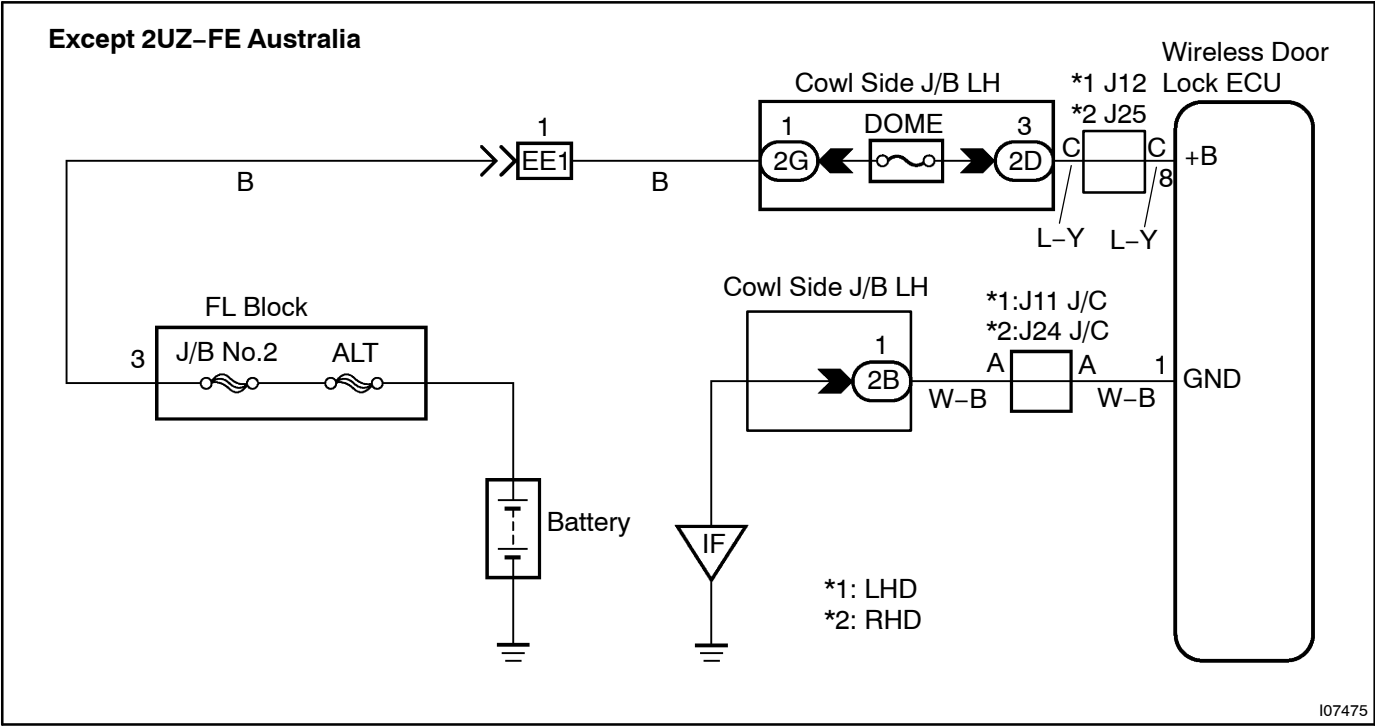 Except 2UZ−FE Australia
Wireless Door
Lock ECU
Cowl Side J/B LH
*1 J12
*2 J25
1
1
DOME
3
EE1
2G
2D
C
C
+B
8
B
B
L−Y
L−Y
Cowl Side J/B LH
*1:J11 J/C
*2:J24 J/C
FL Block
3
J/B No.2
ALT
1
2B
A
A
1
GND
W−B
W−B
Battery
IF
*1: LHD
*2: RHD
I07475